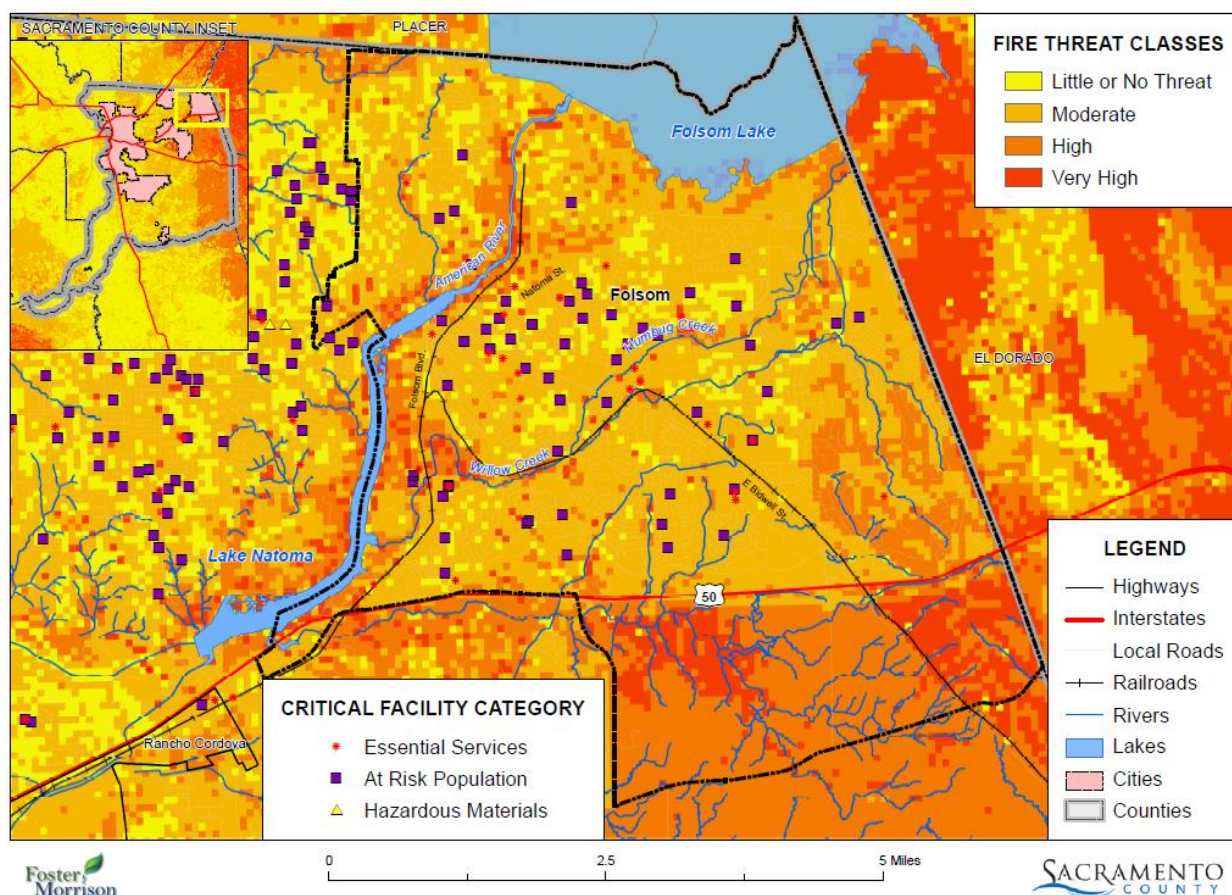 SACRAMENTO COUNTY INSET
PLACER
FIRE THREAT CLASSES
Little or No Threat
Moderate
High
Very High
Folsom Lake
American River
Natoma St.
Folsom
Mumbug Creek
EL DORADO
Folsom Blvd.
Willow Creek
E Bidwell St.
Lake Natoma
50
LEGEND
Highways
Interstates
Local Roads
Railroads
Rivers
Lakes
Cities
Counties
CRITICAL FACILITY CATEGORY
Essential Services
At Risk Population
Hazardous Materials
Rancho Cordova
Foster
Morrison
0 2.5 5 Miles
SACRAMENTO
COUNTY